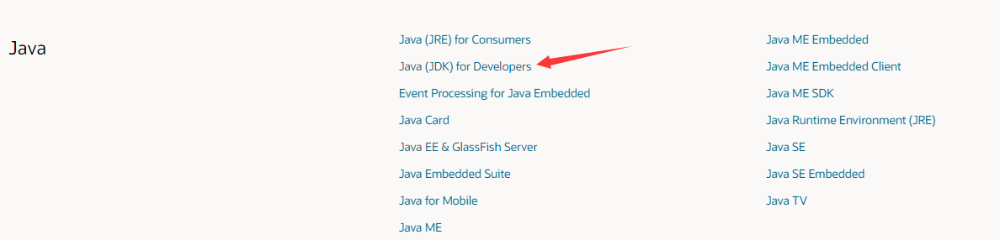 Java
Java (JRE) for Consumers
Java (JDK) for Developers
Event Processing for Java Embedded
Java Card
Java EE & GlassFish Server
Java Embedded Suite
Java for Mobile
Java ME
Java ME Embedded
Java ME Embedded Client
Java ME SDK
Java Runtime Environment (JRE)
Java SE
Java SE Embedded
Java TV